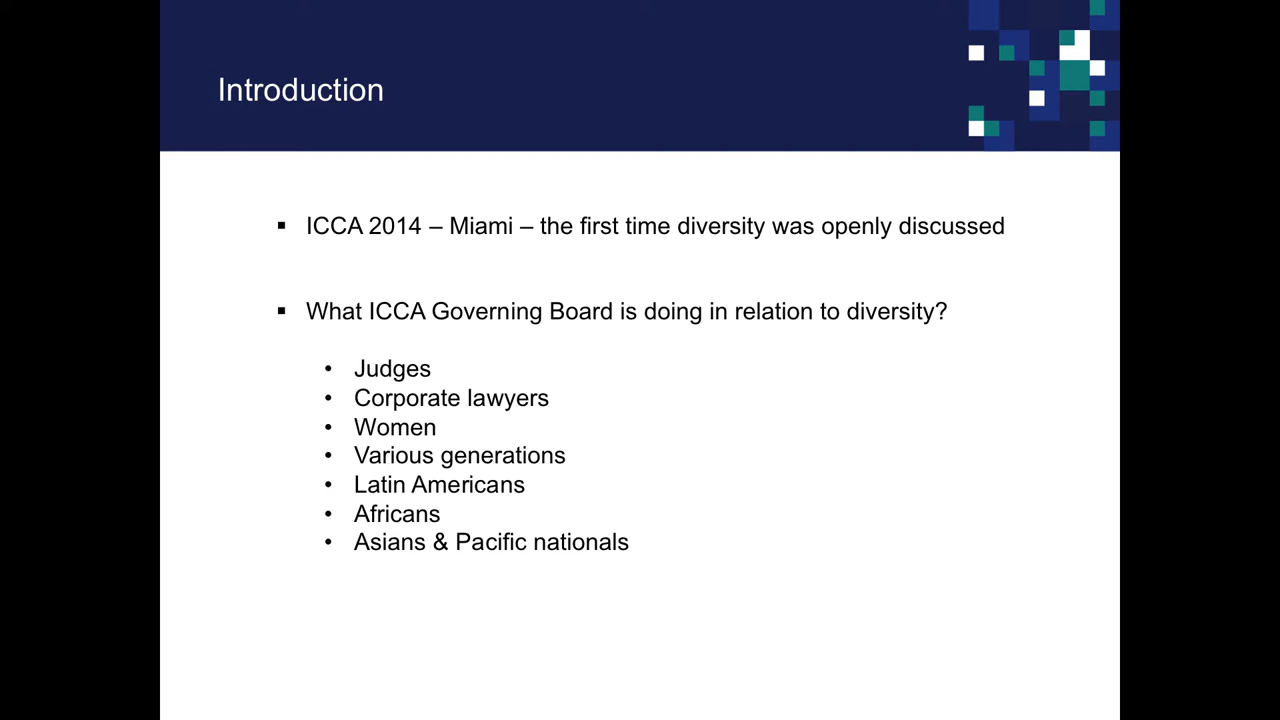 Introduction
▪ ICCA 2014 – Miami – the first time diversity was openly discussed
▪ What ICCA Governing Board is doing in relation to diversity?
• Judges
• Corporate lawyers
• Women
• Various generations
• Latin Americans
• Africans
• Asians & Pacific nationals